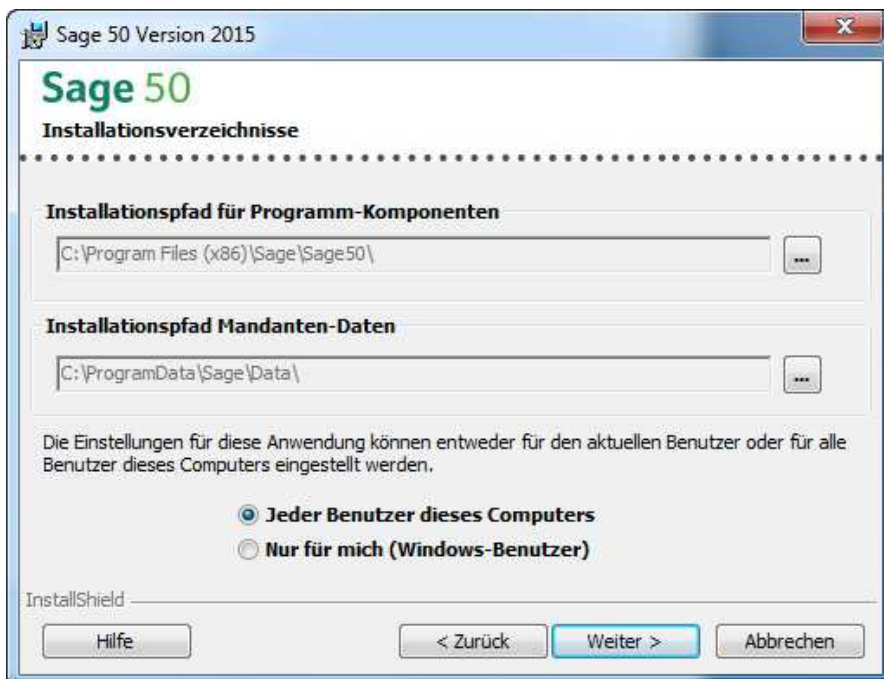 Sage 50 Version 2015
Sage 50
Installationsverzeichnisse
Installationspfad für Programm-Komponenten
C:\Program Files (x86)\Sage\Sage50\
...
Installationspfad Mandanten-Daten
C:\ProgramData\Sage\Data\
...
Die Einstellungen für diese Anwendung können entweder für den aktuellen Benutzer oder für alle
Benutzer dieses Computers eingestellt werden.
Jeder Benutzer dieses Computers
Nur für mich (Windows-Benutzer)
InstallShield
Hilfe
< Zurück
Weiter >
Abbrechen